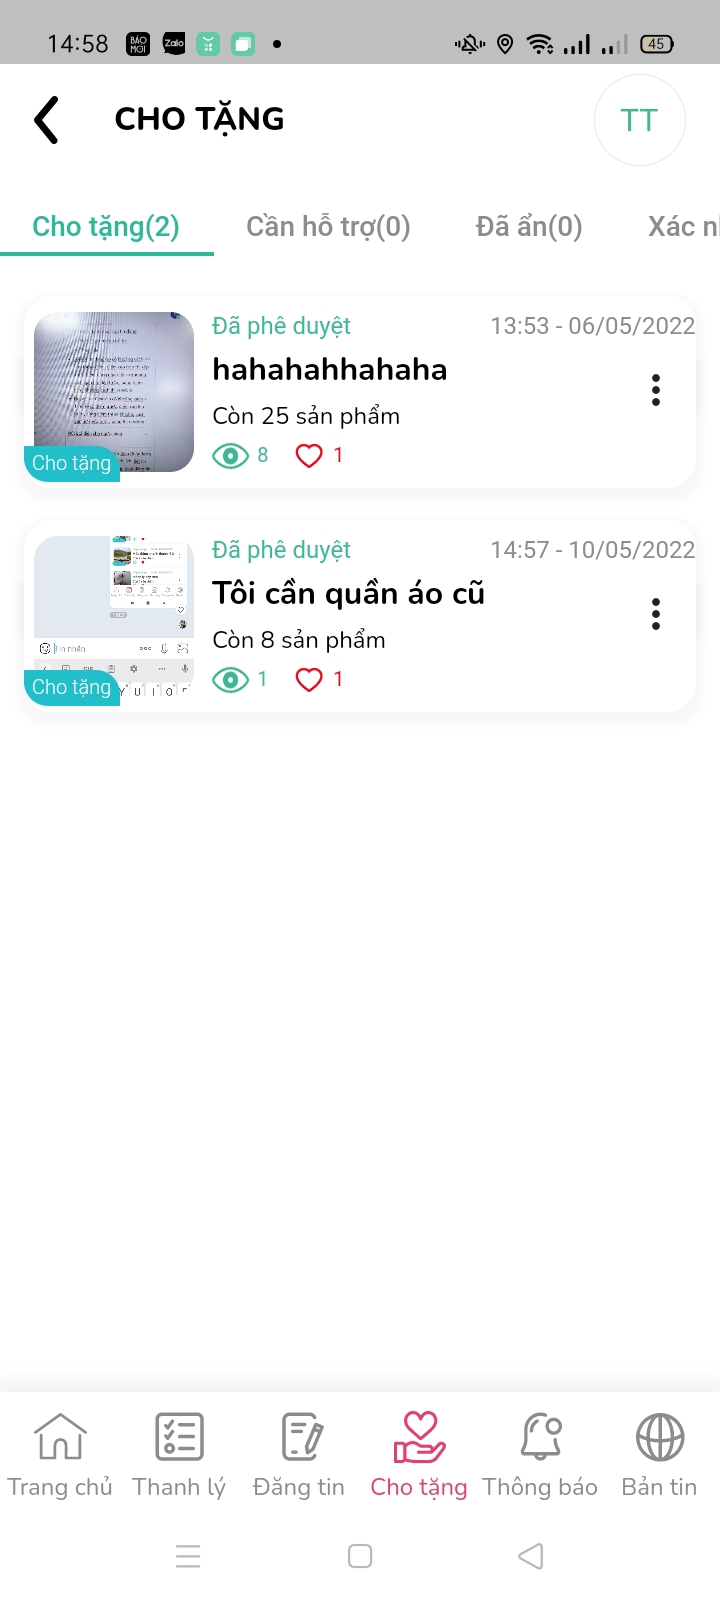 14:58
BÁO MỚI
Zalo
45
CHO TẶNG
TT
Cho tặng(2)
Cần hỗ trợ(0)
Đã ẩn(0)
Xác
Đã phê duyệt
13:53 - 06/05/2022
hahahahhahaha
Còn 25 sản phẩm
8
1
Cho tặng
Đã phê duyệt
14:57 - 10/05/2022
Tôi cần quần áo cũ
Còn 8 sản phẩm
1
1
Tin nhắn
GIF
Y U I O
Cho tặng
Trang chủ
Thanh lý
Đăng tin
Cho tặng
Thông báo
Bản tin